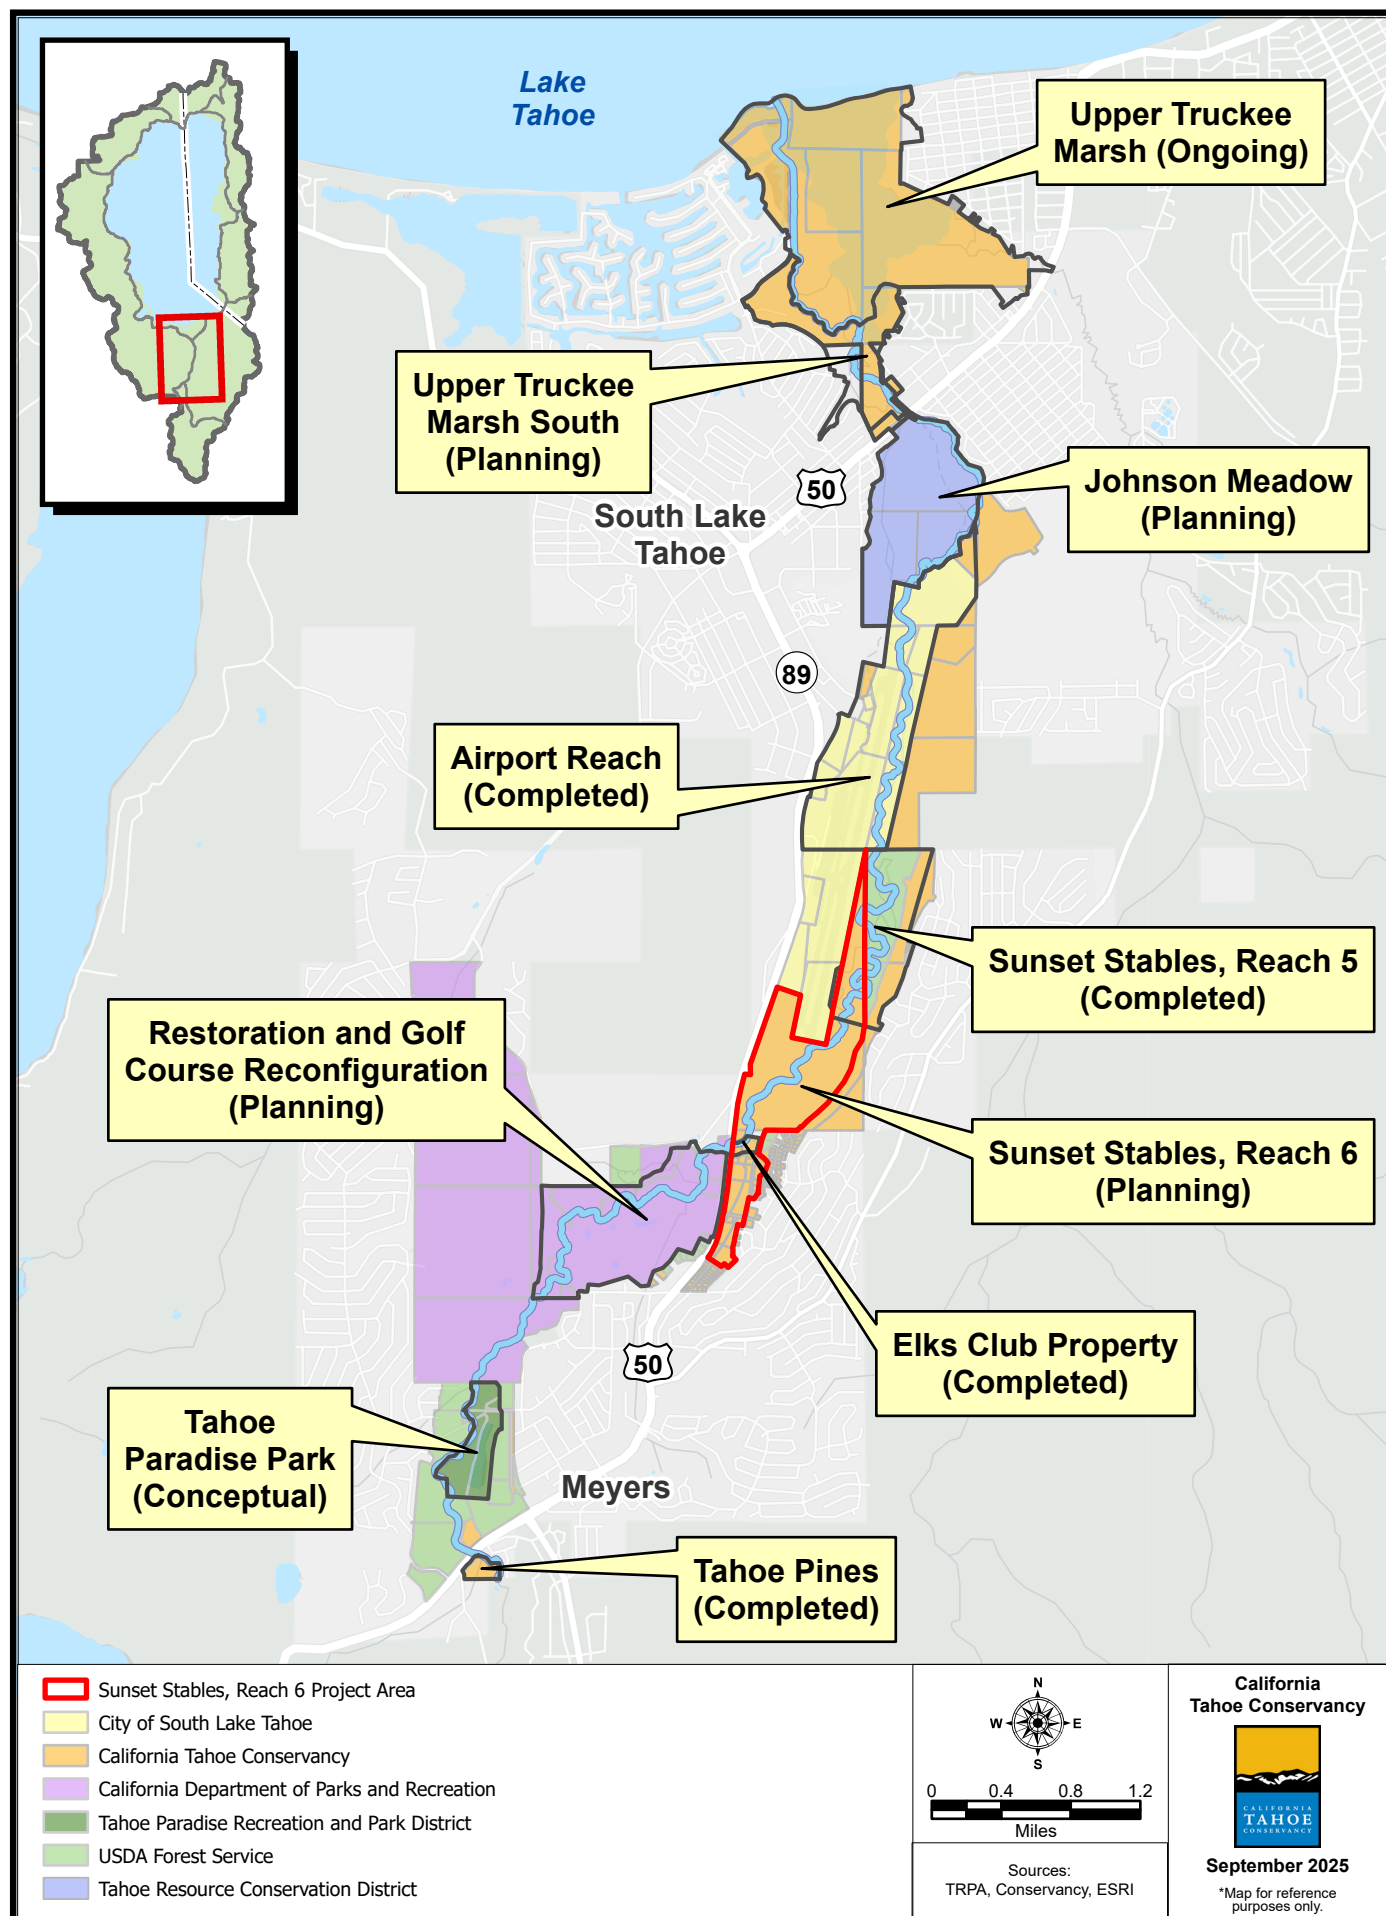 Lake
Tahoe
Upper Truckee
Marsh (Ongoing)
Upper Truckee
Marsh South
(Planning)
50
South Lake
Tahoe
Johnson Meadow
(Planning)
89
Airport Reach
(Completed)
Sunset Stables, Reach 5
(Completed)
Restoration and Golf
Course Reconfiguration
(Planning)
Sunset Stables, Reach 6
(Planning)
Elks Club Property
(Completed)
50
Tahoe
Paradise Park
(Conceptual)
Meyers
Tahoe Pines
(Completed)
Sunset Stables, Reach 6 Project Area
City of South Lake Tahoe
California Tahoe Conservancy
California Department of Parks and Recreation
Tahoe Paradise Recreation and Park District
USDA Forest Service
Tahoe Resource Conservation District
N
W E
S
0 0.4 0.8 1.2
Miles
Sources:
TRPA, Conservancy, ESRI
California
Tahoe Conservancy
CALIFORNIA
TAHOE
CONSERVANCY
September 2025
*Map for reference
purposes only.